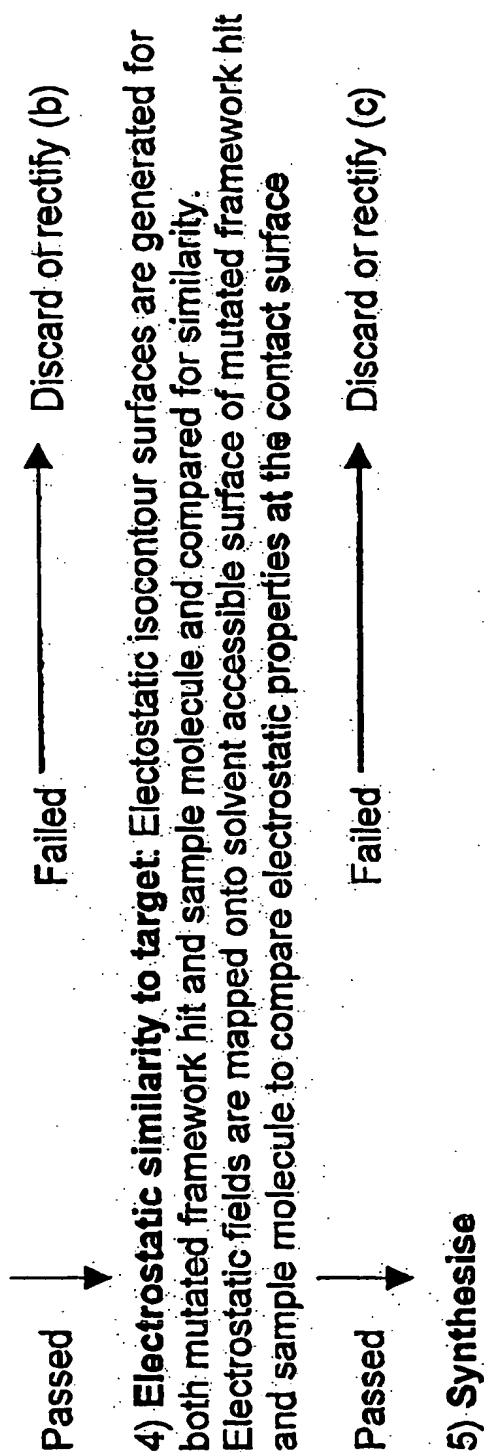 Passed
Failed
Discard or rectify (b)
4) Electrostatic similarity to target: Electostatic isocontour surfaces are generated for
both mutated framework hit and sample molecule and compared for similarity.
Electrostatic fields are mapped onto solvent accessible surface of mutated framework hit
and sample molecule to compare electrostatic properties at the contact surface
Passed
Failed
Discard or rectify (c)
5) Synthesise